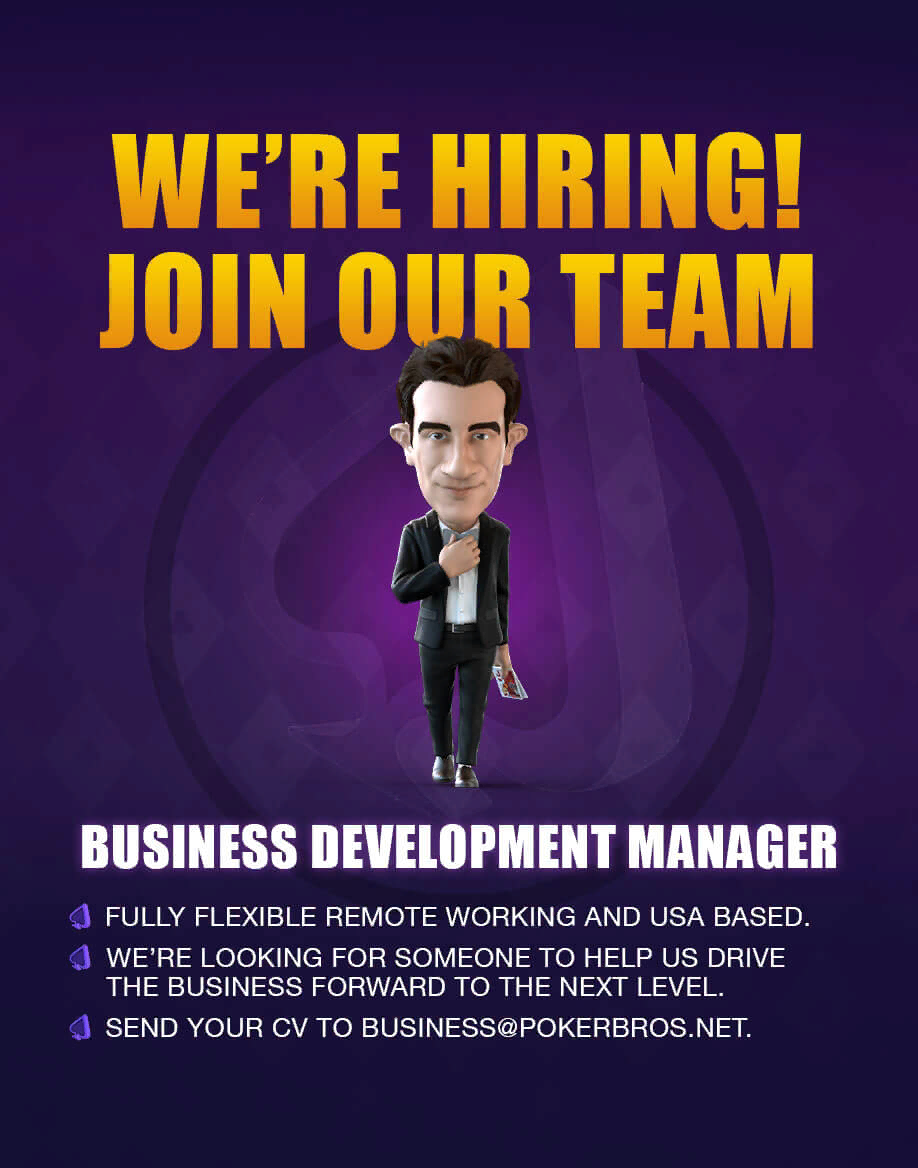 WE'RE HIRING!
JOIN OUR TEAM
BUSINESS DEVELOPMENT MANAGER
FULLY FLEXIBLE REMOTE WORKING AND USA BASED.
WE'RE LOOKING FOR SOMEONE TO HELP US DRIVE
THE BUSINESS FORWARD TO THE NEXT LEVEL.
SEND YOUR CV TO BUSINESS@POKERBROS.NET.